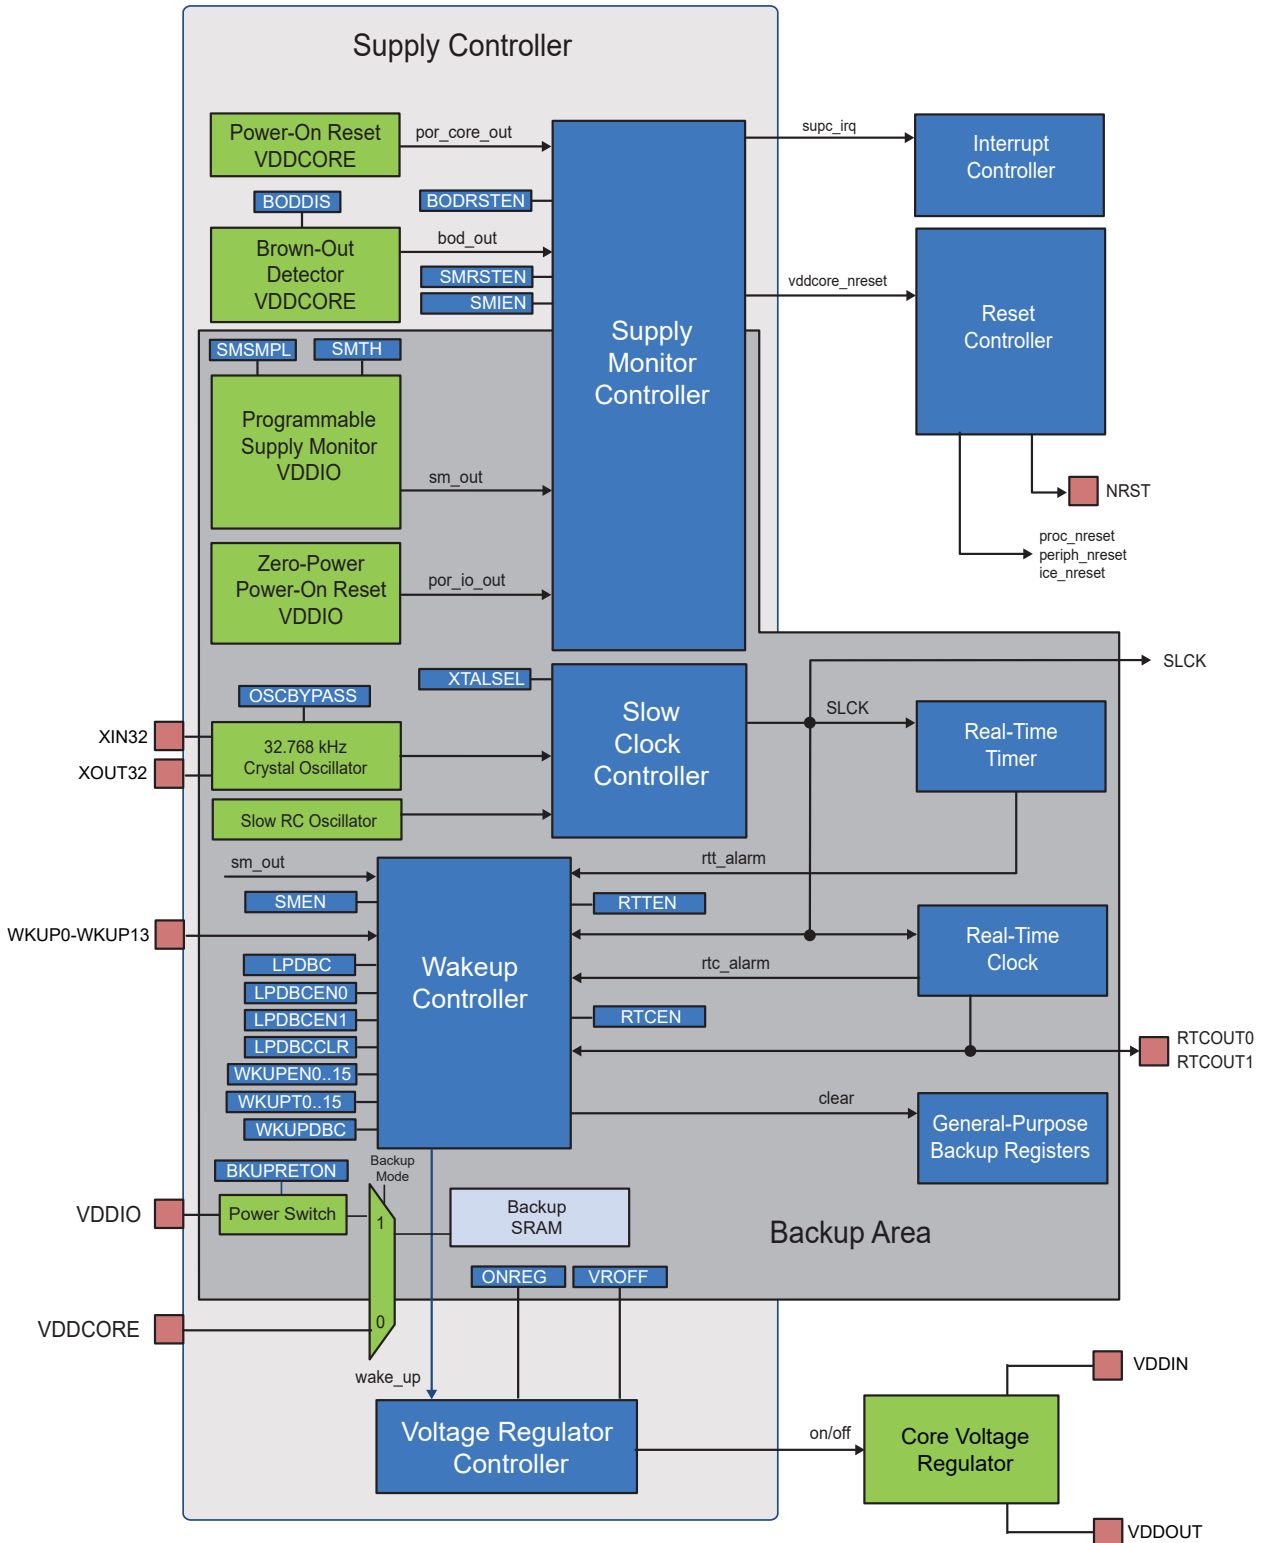 Supply Controller
Power-On Reset
VDDCORE
por_core_out
supc_irq
Interrupt
Controller
BODDIS
BODRSTEN
Brown-Out
Detector
VDDCORE
bod_out
SMRSTEN
SMIEN
vddcore_nreset
Reset
Controller
Supply
Monitor
Controller
SMSMPL
SMTH
Programmable
Supply Monitor
VDDIO
sm_out
NRST
proc_nreset
periph_nreset
ice_nreset
Zero-Power
Power-On Reset
VDDIO
por_io_out
SLCK
XTALSEL
OSCBYPASS
Slow
Clock
Controller
SLCK
Real-Time
Timer
XIN32
XOUT32
32.768 kHz
Crystal Oscillator
Slow RC Oscillator
sm_out
rtt_alarm
SMEN
RTTEN
WKUP0-WKUP13
Wakeup
Controller
Real-Time
Clock
LPDBC
rtc_alarm
LPDBCEN0
LPDBCEN1
RTCEN
LPDBCCLR
RTCOUT0
RTCOUT1
WKUPEN0..15
WKUPT0..15
WKUPDBC
clear
General-Purpose
Backup Registers
BKUPRETON
Backup
Mode
VDDIO
Power Switch
1
Backup
SRAM
Backup Area
ONREG
VROFF
VDDCORE
0
wake_up
VDDIN
Voltage Regulator
Controller
on/off
Core Voltage
Regulator
VDDOUT